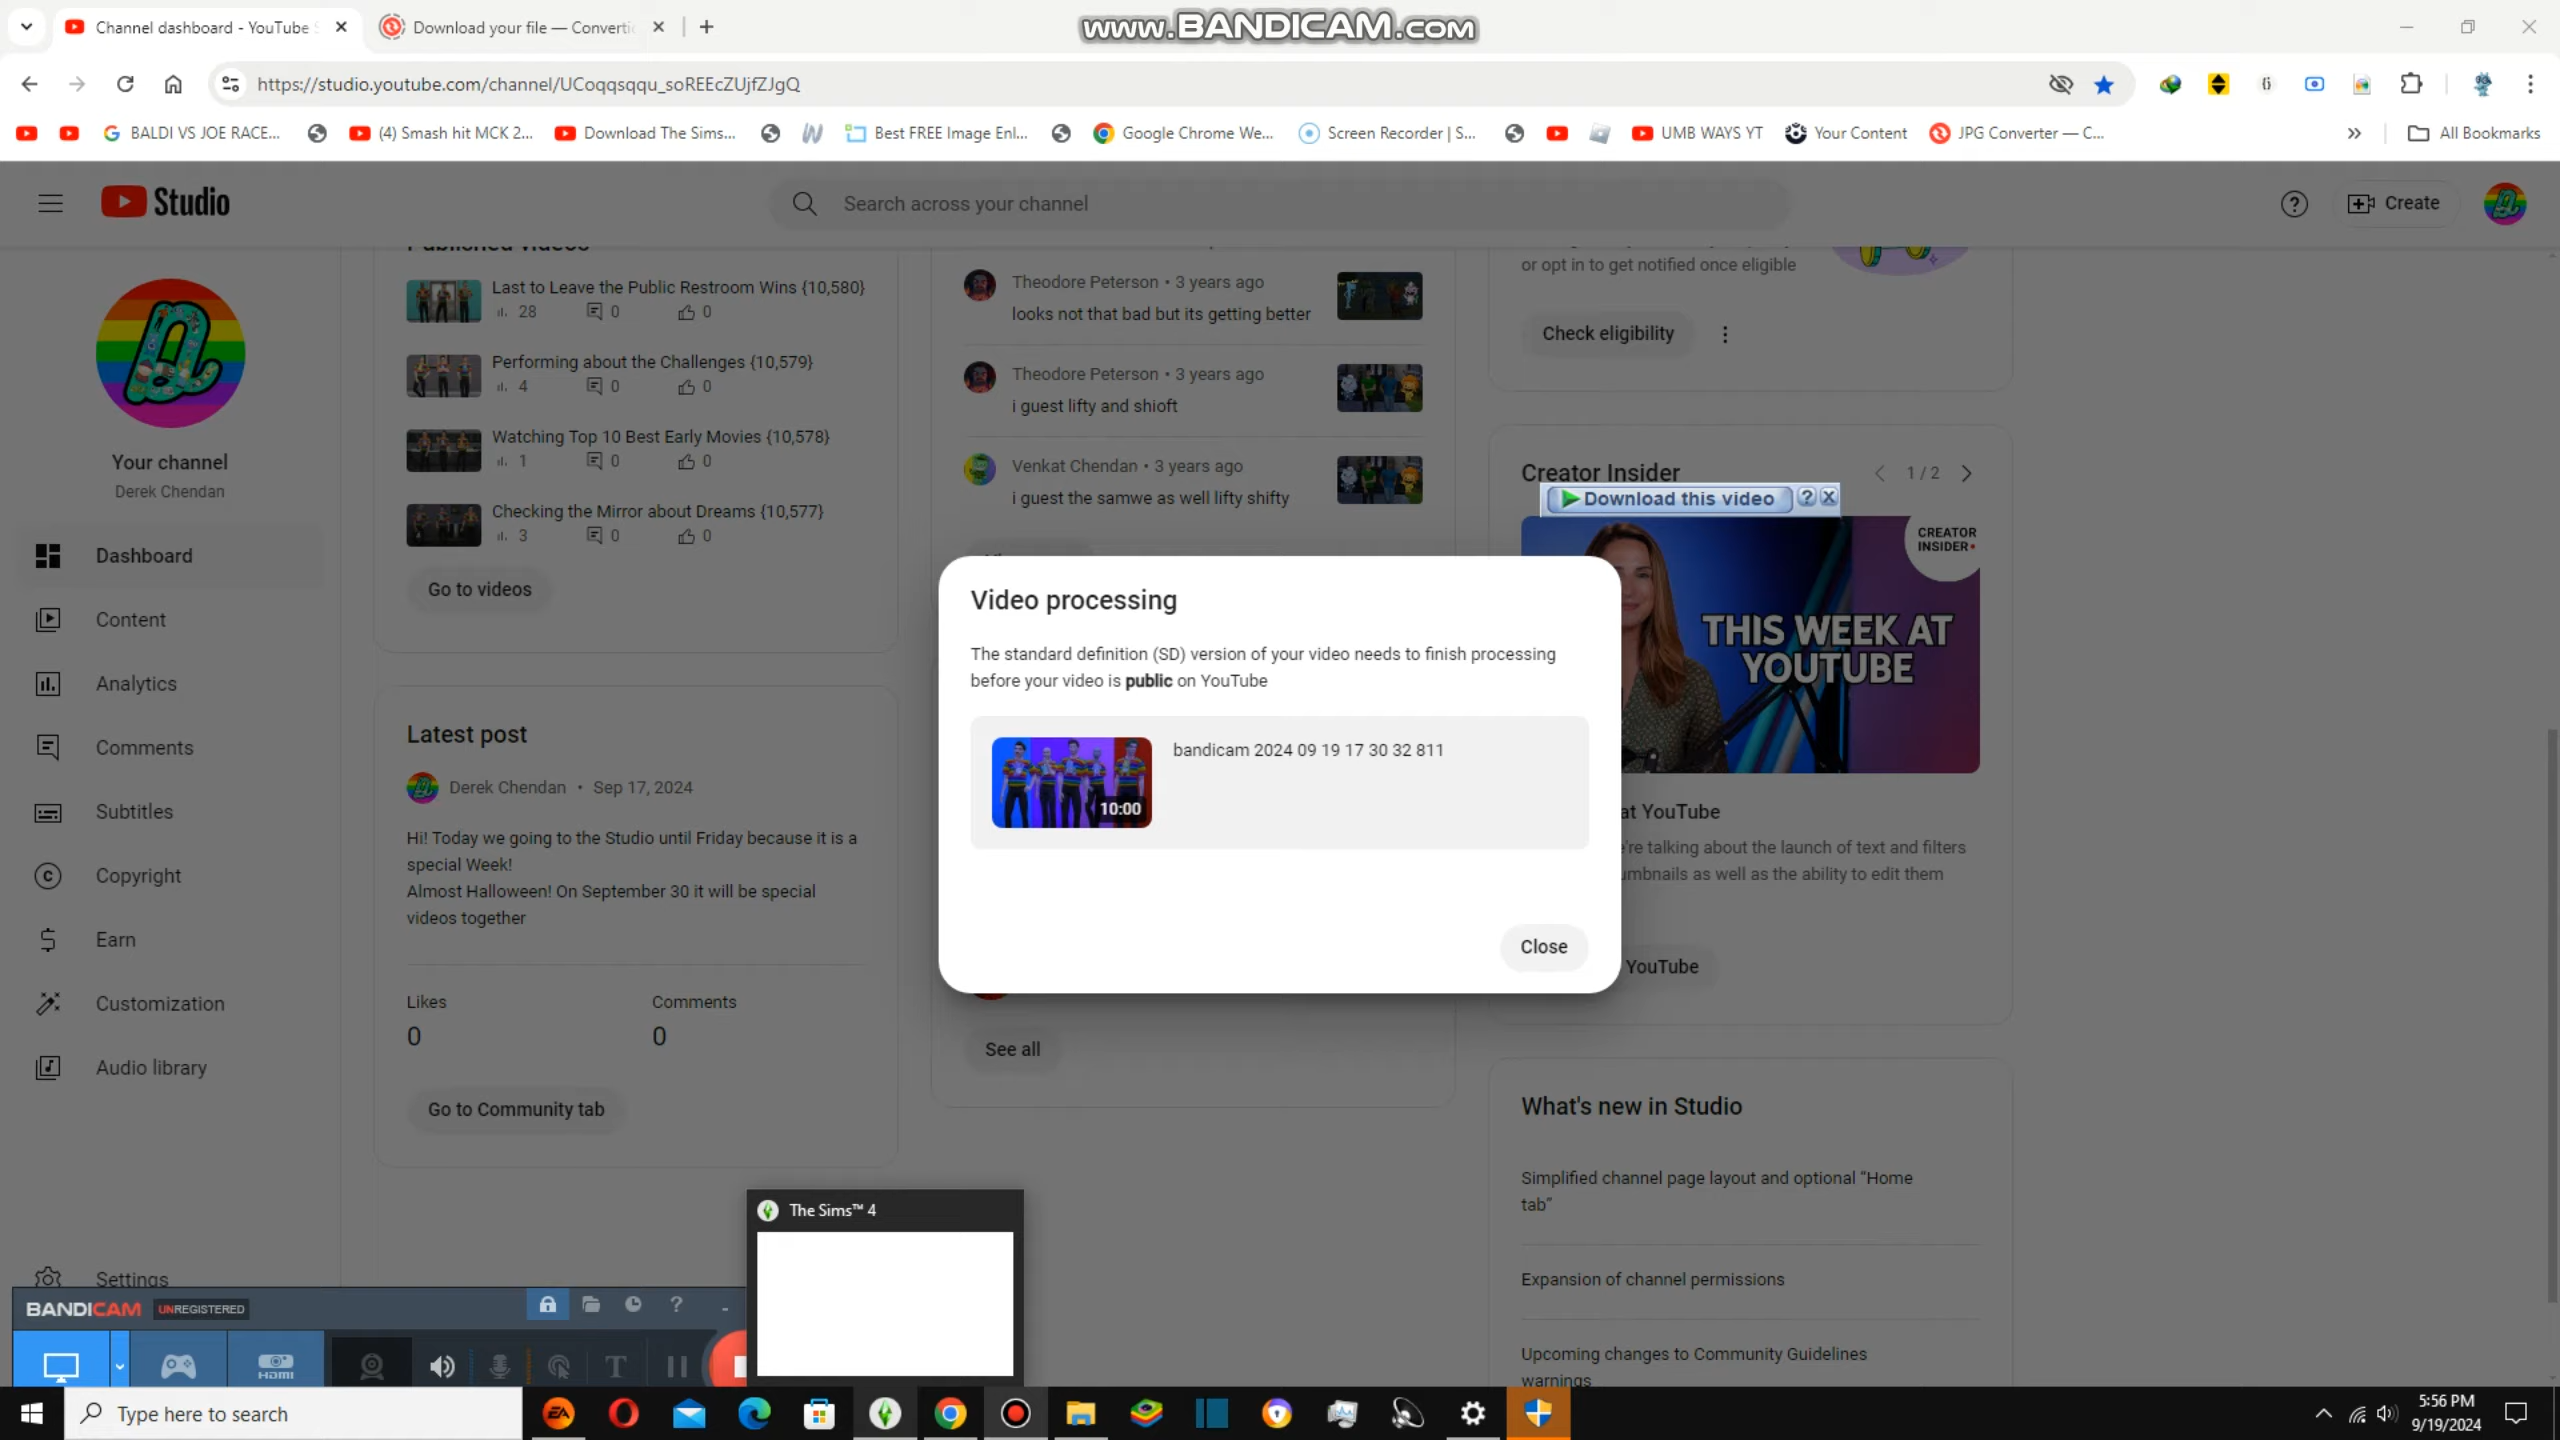 Channel dashboard - YouTube S
Download your file — Converti
www.BANDICAM.com
https://studio.youtube.com/channel/UCoqqsqqu_soREEcZUjfZJgQ
BALDI VS JOE RACE...
(4) Smash hit MCK 2...
Download The Sims...
Best FREE Image Enl...
Google Chrome We...
Screen Recorder | S...
UMB WAYS YT
Your Content
JPG Converter — C...
All Bookmarks
Studio
Search across your channel
Create
Your channel
Derek Chendan
Dashboard
Content
Analytics
Comments
Subtitles
Copyright
Earn
Customization
Audio library
Settings
Published videos
Last to Leave the Public Restroom Wins {10,580}
28 0 0
Performing about the Challenges {10,579}
4 0 0
Watching Top 10 Best Early Movies {10,578}
1 0 0
Checking the Mirror about Dreams {10,577}
3 0 0
Go to videos
Latest post
Derek Chendan • Sep 17, 2024
Hi! Today we going to the Studio until Friday because it is a
special Week!
Almost Halloween! On September 30 it will be special
videos together
Likes Comments
0 0
Go to Community tab
Theodore Peterson • 3 years ago
looks not that bad but its getting better
Theodore Peterson • 3 years ago
i guest lifty and shioft
Venkat Chendan • 3 years ago
i guest the samwe as well lifty shifty
See all
Video processing
The standard definition (SD) version of your video needs to finish processing
before your video is public on YouTube
10:00
bandicam 2024 09 19 17 30 32 811
Close
or opt in to get notified once eligible
Check eligibility
Creator Insider
1 / 2
Download this video
CREATOR
INSIDER
THIS WEEK AT
YOUTUBE
at YouTube
're talking about the launch of text and filters
umbnails as well as the ability to edit them
YouTube
What's new in Studio
Simplified channel page layout and optional “Home
tab”
Expansion of channel permissions
Upcoming changes to Community Guidelines
warnings
The Sims™ 4
BANDICAM UNREGISTERED
HDMI
Type here to search
EA
5:56 PM
9/19/2024